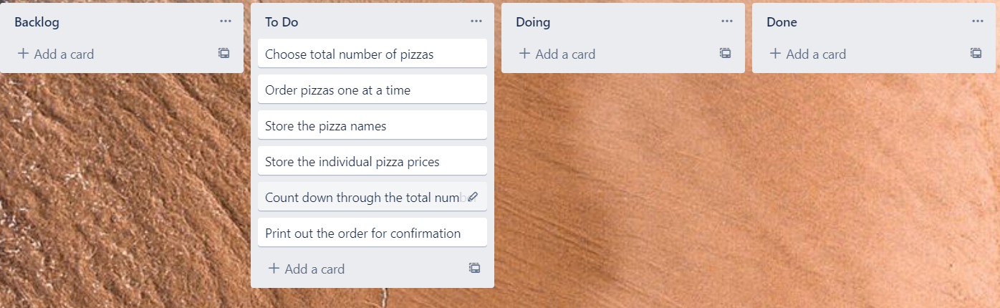 Backlog
Add a card
To Do
Choose total number of pizzas
Order pizzas one at a time
Store the pizza names
Store the individual pizza prices
Count down through the total number
Print out the order for confirmation
Add a card
Doing
Add a card
Done
Add a card